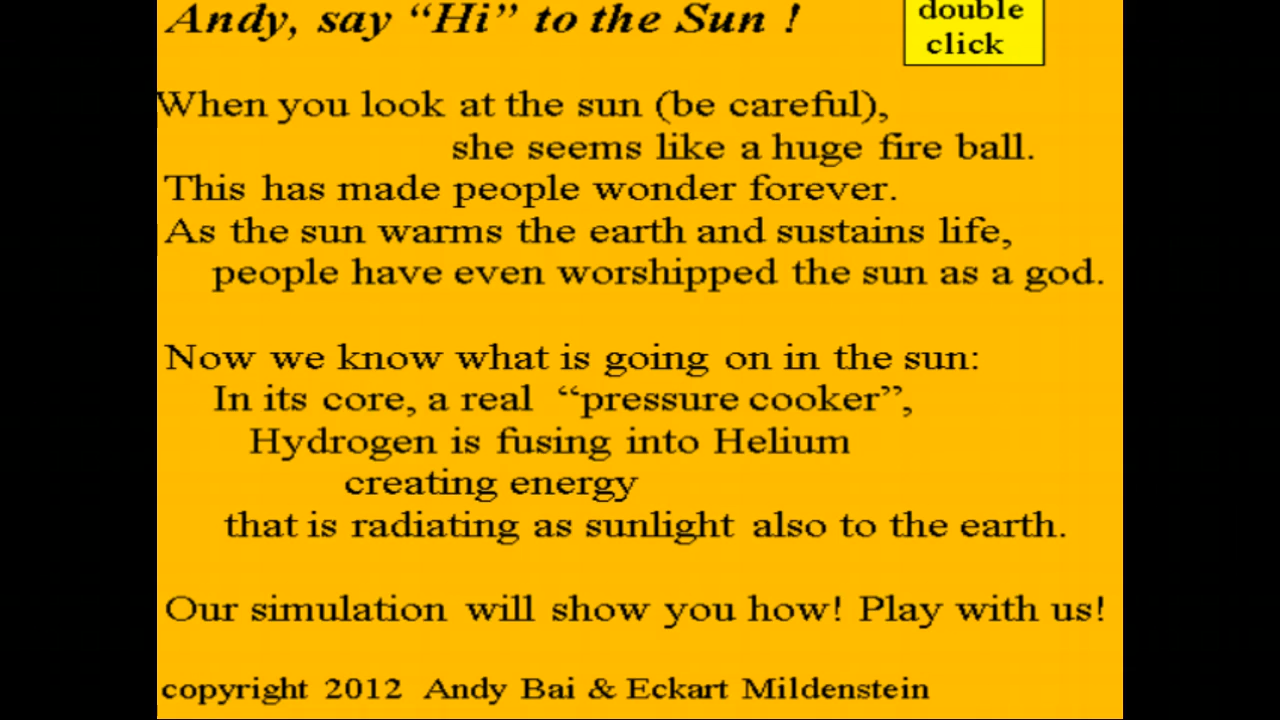 Andy, say “Hi” to the Sun !
double
click
When you look at the sun (be careful),
she seems like a huge fire ball.
This has made people wonder forever.
As the sun warms the earth and sustains life,
people have even worshipped the sun as a god.
Now we know what is going on in the sun:
In its core, a real “pressure cooker”,
Hydrogen is fusing into Helium
creating energy
that is radiating as sunlight also to the earth.
Our simulation will show you how! Play with us!
copyright 2012 Andy Bai & Eckart Mildenstein